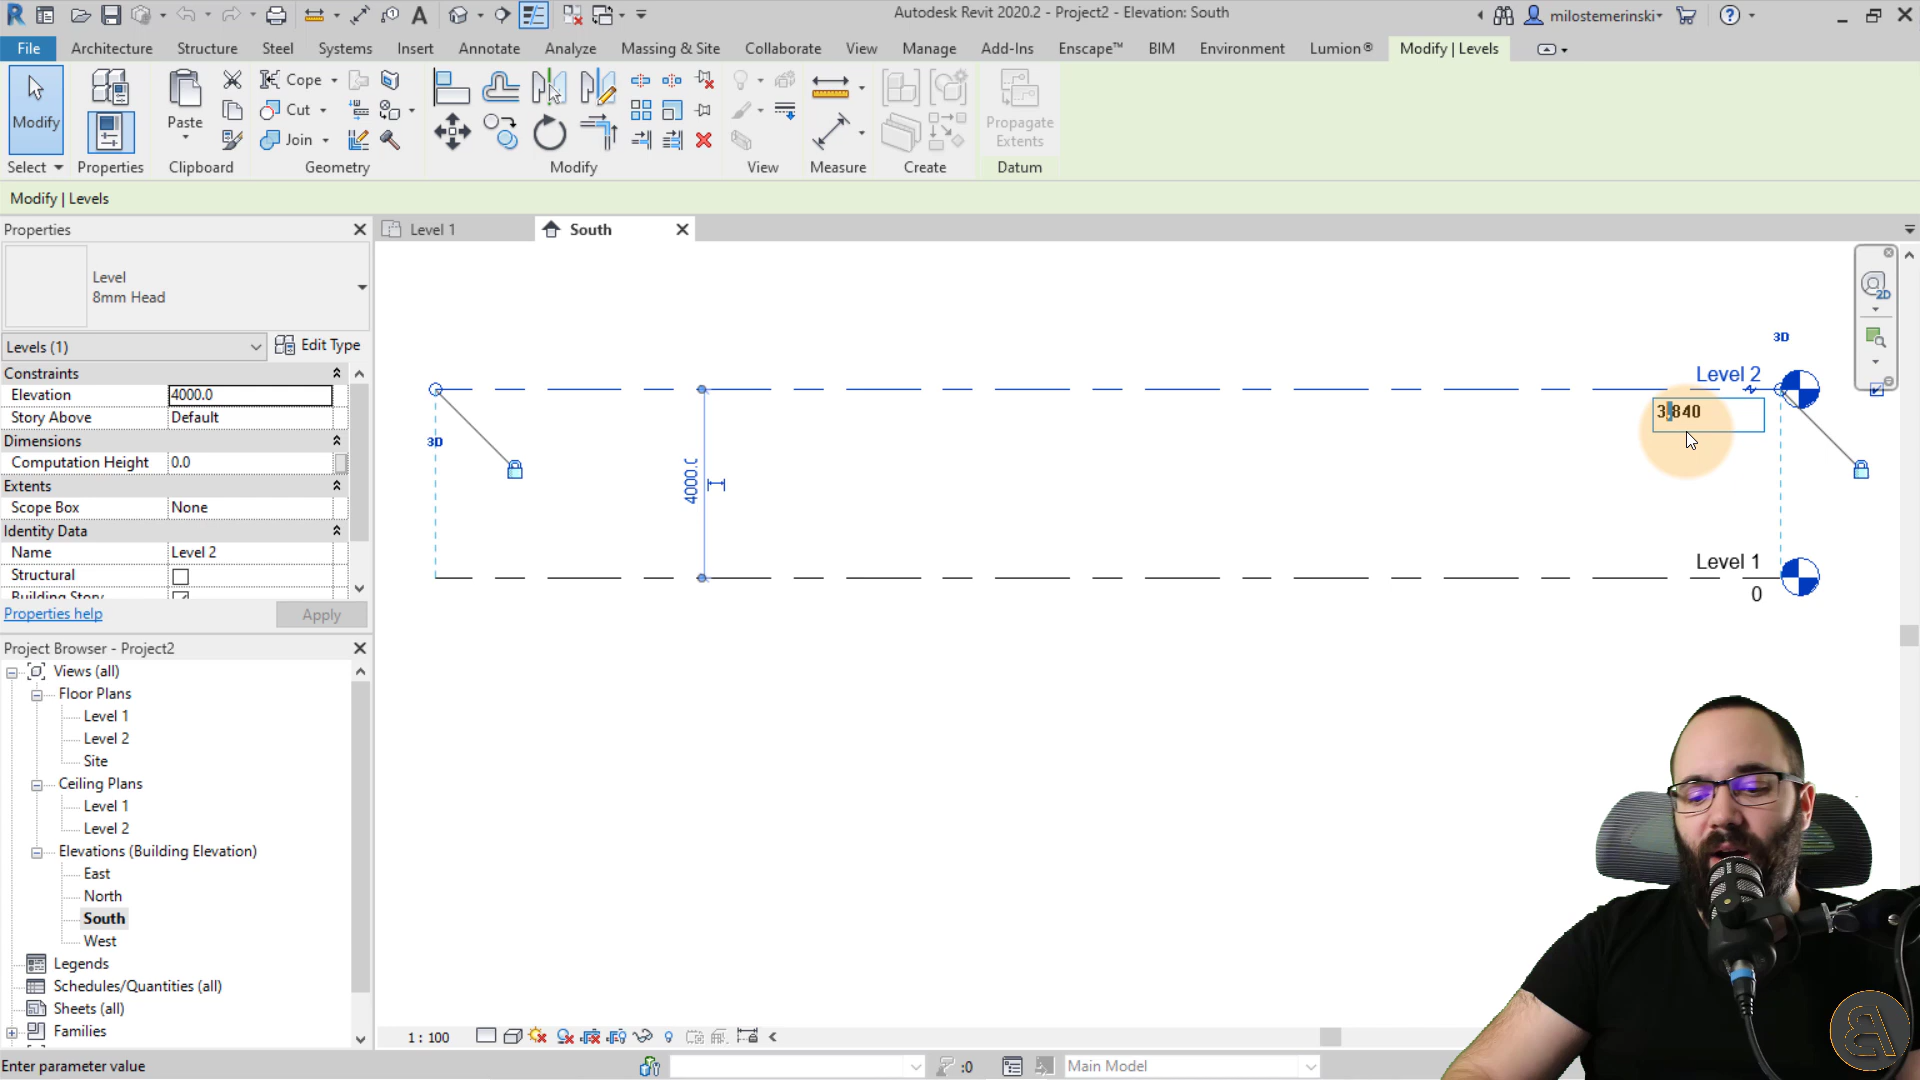 Autodesk Revit 2020.2 - Project2 - Elevation: South
milostemerinski
File Architecture Structure Steel Systems Insert Annotate Analyze Massing & Site Collaborate View Manage Add-Ins Enscape™ BIM Environment Lumion® Modify | Levels
Modify
Paste
Cope
Cut
Join
Propagate
Extents
Select Properties Clipboard Geometry Modify View Measure Create Datum
Modify | Levels
Properties
Level 1
South
Level
8mm Head
Levels (1)
Edit Type
Constraints
Elevation 4000.0
Story Above Default
Dimensions
Computation Height 0.0
Extents
Scope Box None
Identity Data
Name Level 2
Structural
Building Story
Properties help
Apply
Project Browser - Project2
Views (all)
Floor Plans
Level 1
Level 2
Site
Ceiling Plans
Level 1
Level 2
Elevations (Building Elevation)
East
North
South
West
Legends
Schedules/Quantities (all)
Sheets (all)
Families
3D
2D
Level 2
3.840
3D
4000.0
Level 1
0
1 : 100
Enter parameter value
:0
Main Model